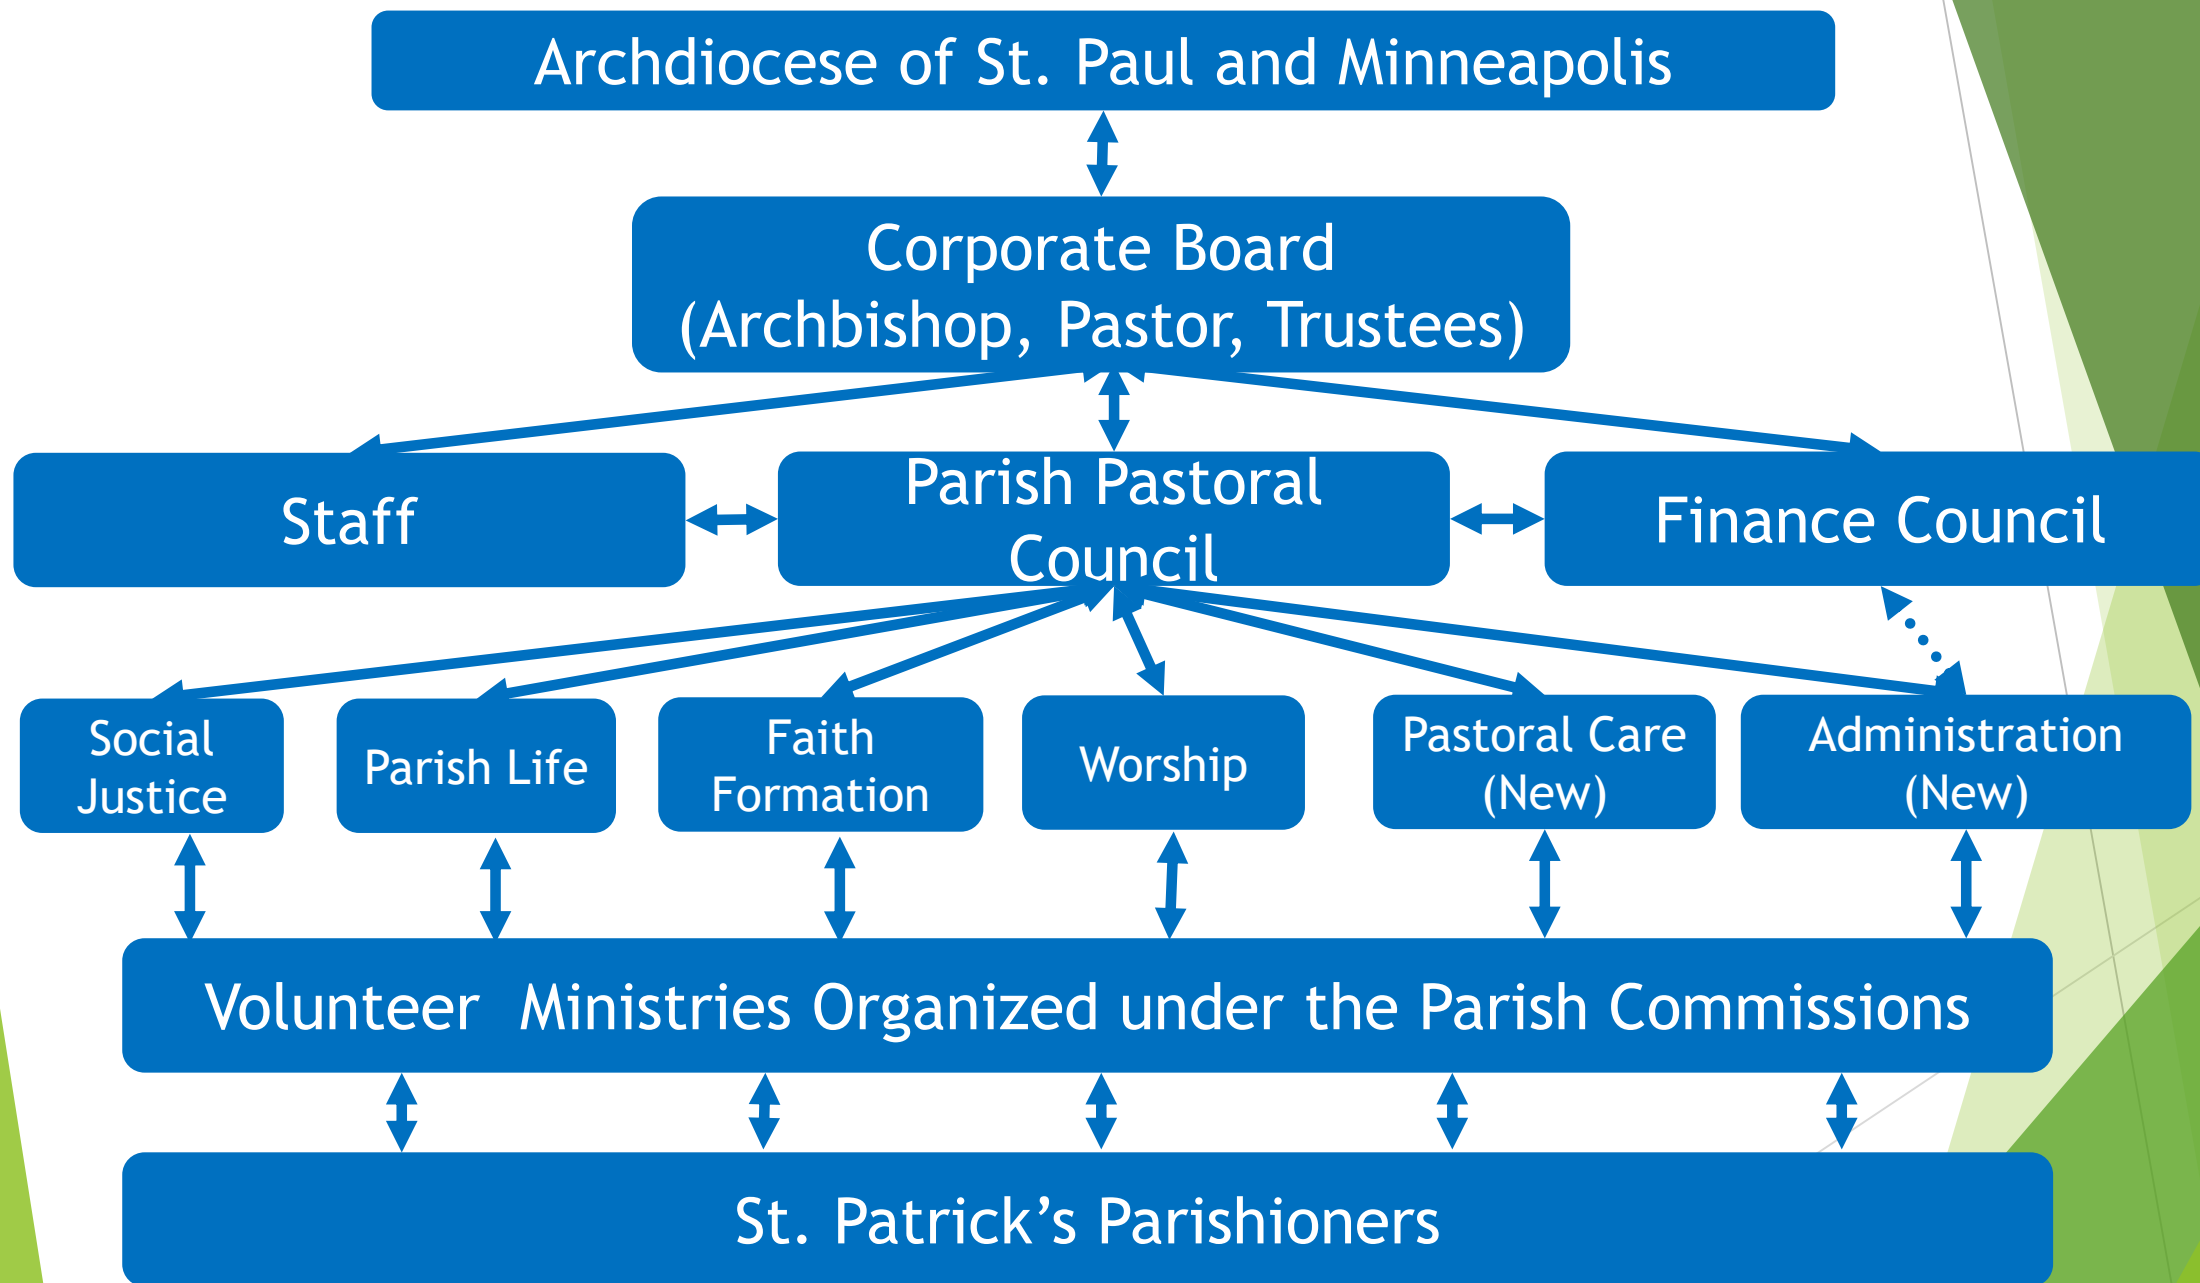 Archdiocese of St. Paul and Minneapolis
Corporate Board
(Archbishop, Pastor, Trustees)
Staff
Parish Pastoral
Council
Finance Council
Social
Justice
Parish Life
Faith
Formation
Worship
Pastoral Care
(New)
Administration
(New)
Volunteer  Ministries Organized under the Parish Commissions
St. Patrick’s Parishioners